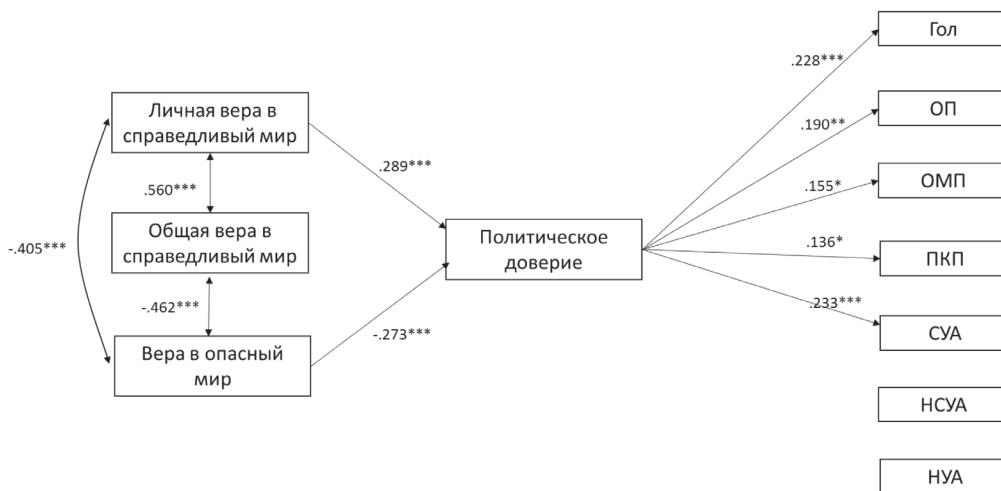 Гол
.228***
Личная вера в
справедливый мир
.190**
ОП
.289***
.155*
ОМП
.560***
Общая вера в
справедливый мир
-.405***
Политическое
доверие
.136*
ПКП
-.462***
.233***
Вера в опасный
мир
-.273***
СУА
НСУА
НУА